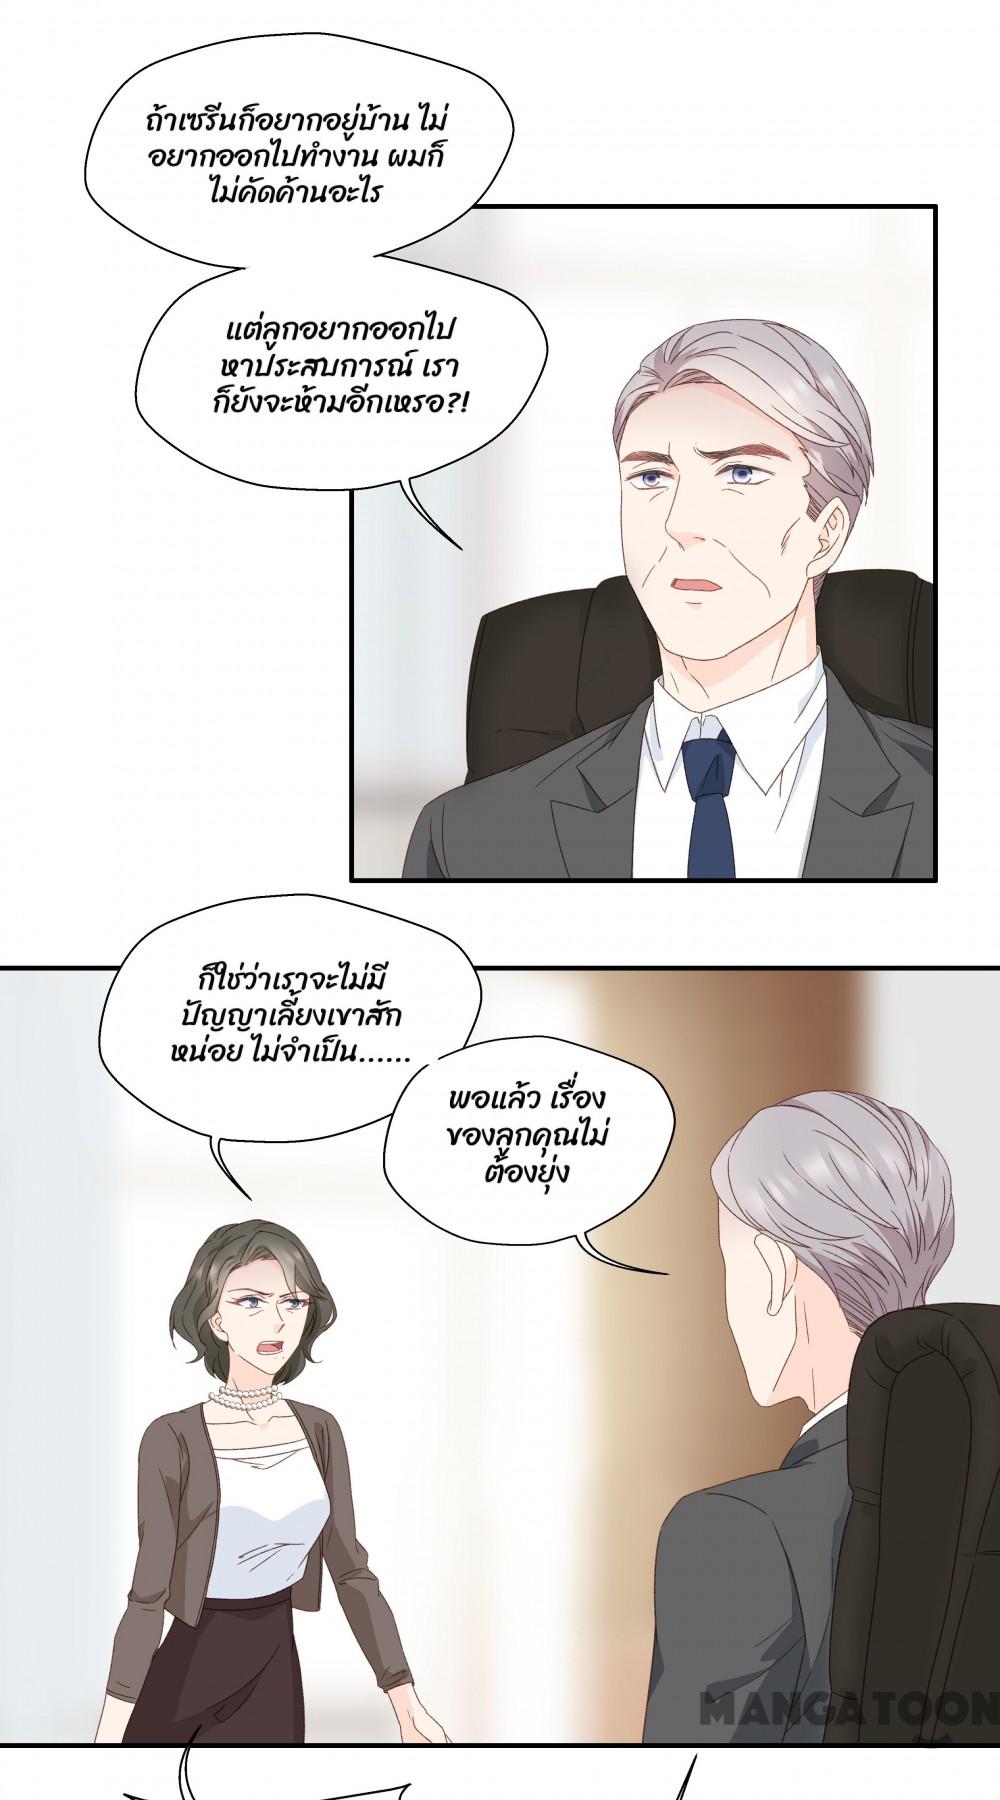 ถ้าเซรีนก็อยากอยู่บ้าน ไม่
อยากออกไปทำงาน ผมก็
ไม่คัดค้านอะไร
แต่ลูกอยากออกไป
หาประสบการณ์ เรา
ก็ยังจะห้ามอีกเหรอ?!
ก็ใช่ว่าเราจะไม่มี
ปัญญาเลี้ยงเขาสัก
หน่อย ไม่จำเป็น......
พอแล้ว เรื่อง
ของลูกคุณไม่
ต้องยุ่ง
MANGATOON